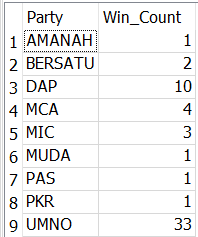 Party Win_Count
1 AMANAH 1
2 BERSATU 2
3 DAP 10
4 MCA 4
5 MIC 3
6 MUDA 1
7 PAS 1
8 PKR 1
9 UMNO 33